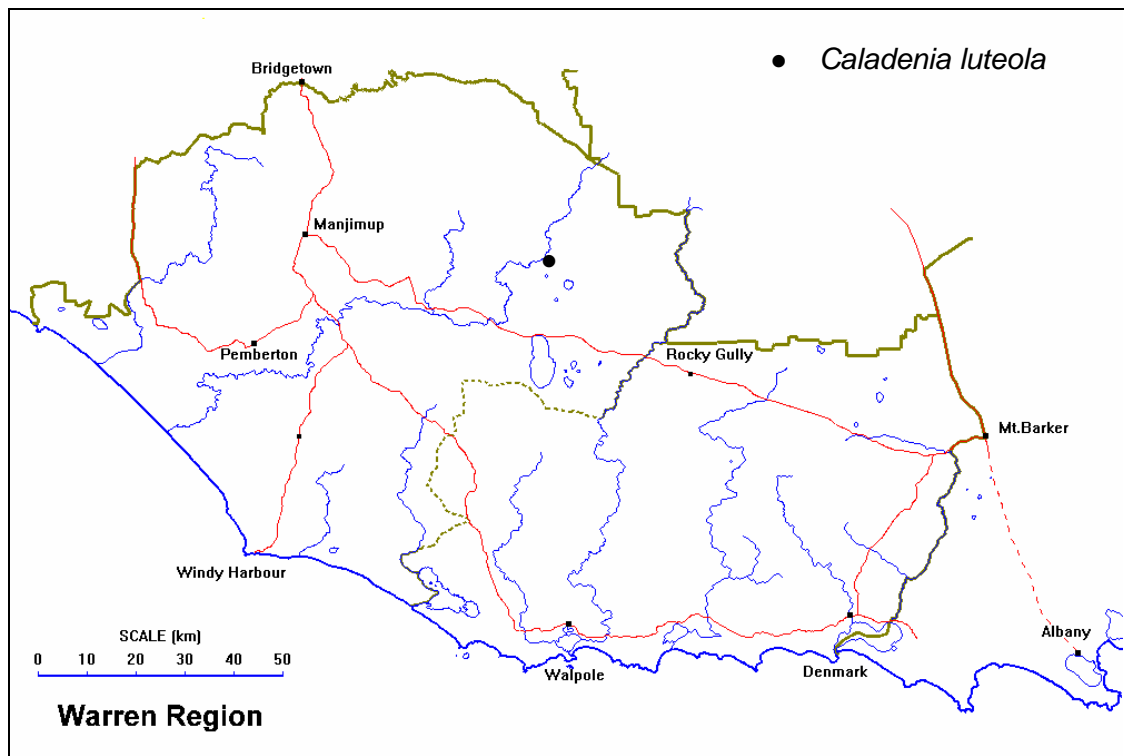 Caladenia luteola
Bridgetown
Manjimup
Pemberton
Rocky Gully
Mt.Barker
Windy Harbour
SCALE (km)
0 10 20 30 40 50
Albany
Walpole
Denmark
Warren Region